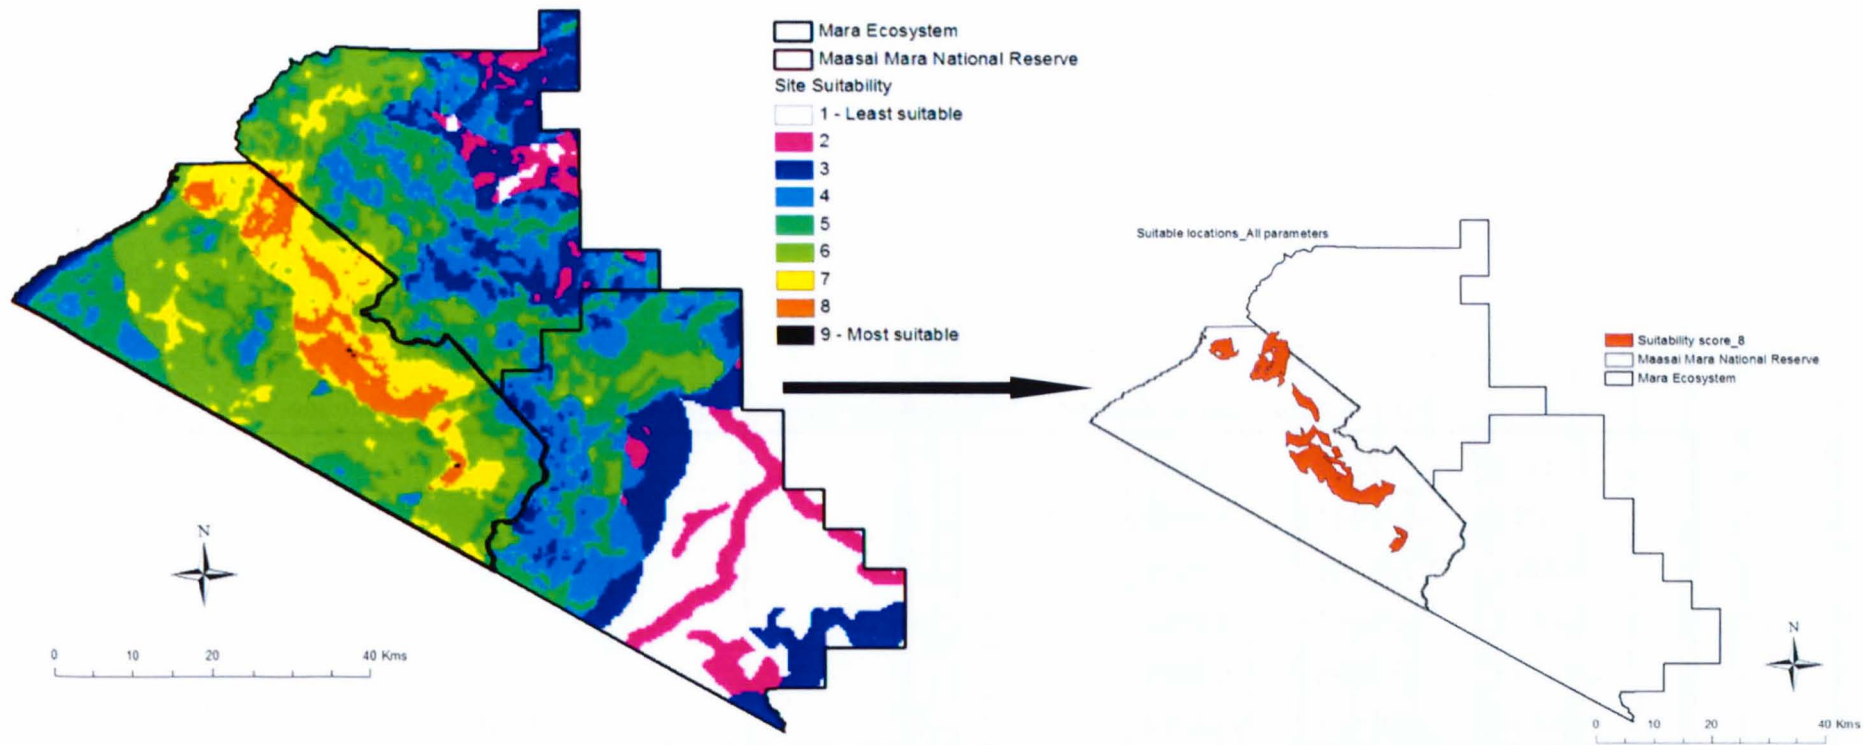 Mara Ecosystem
Maasai Mara National Reserve
Site Suitability
1 - Least suitable
2
3
4
5
6
7
8
9 - Most suitable
N
0 10 20 40 Kms
Suitable locations_All parameters
Suitability score_8
Maasai Mara National Reserve
Mara Ecosystem
N
0 10 20 40 Kms